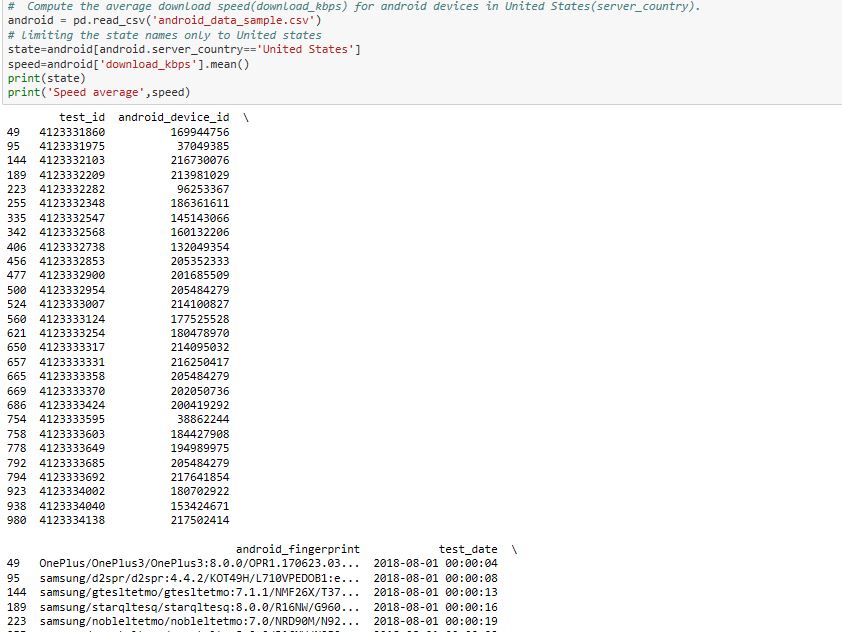 #  Compute the average download speed(download_kbps) for android devices in United States(server_country).
android = pd.read_csv('android_data_sample.csv')
# limiting the state names only to United states
state=android[android.server_country=='United States']
speed=android['download_kbps'].mean()
print(state)
print('Speed average',speed)
test_id android_device_id \
49 4123331860 169944756
95 4123331975 37049385
144 4123332103 216730076
189 4123332209 213981029
223 4123332282 96253367
255 4123332348 186361611
335 4123332547 145143066
342 4123332568 160132206
406 4123332738 132049354
456 4123332853 205352333
477 4123332900 201685509
500 4123332954 205484279
524 4123333007 214100827
560 4123333124 177525528
621 4123333254 180478970
650 4123333317 214095032
657 4123333331 216250417
665 4123333358 205484279
669 4123333370 202050736
686 4123333424 200419292
754 4123333595 38862244
758 4123333603 184427908
778 4123333649 194989975
792 4123333685 205484279
794 4123333692 217641854
923 4123334002 180702922
938 4123334040 153424671
980 4123334138 217502414
android_fingerprint test_date \
49 OnePlus/OnePlus3/OnePlus3:8.0.0/OPR1.170623.03... 2018-08-01 00:00:04
95 samsung/d2spr/d2spr:4.4.2/KOT49H/L710VPEDOB1:e... 2018-08-01 00:00:08
144 samsung/gtesltetmo/gtesltetmo:7.1.1/NMF26X/T37... 2018-08-01 00:00:13
189 samsung/starqltesq/starqltesq:8.0.0/R16NW/G960... 2018-08-01 00:00:16
223 samsung/nobleltetmo/nobleltetmo:7.0/NRD90M/N92... 2018-08-01 00:00:19